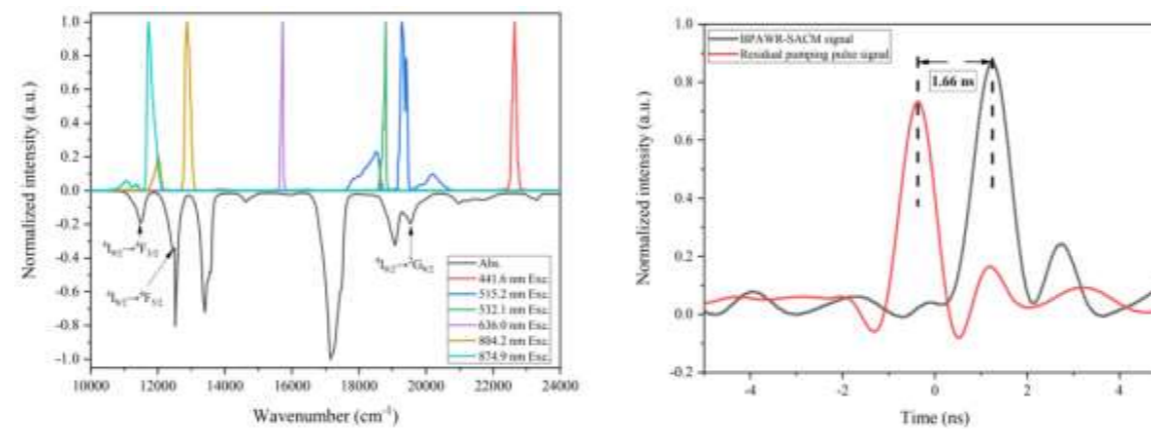 Normalized intensity (a.u.)
1.0
0.8
0.6
0.4
0.2
0.0
-0.2
-0.4
-0.6
-0.8
-1.0
⁴I₉/₂→⁴F₃/₂
⁴I₉/₂→⁴F₅/₂
⁴I₉/₂→²G₉/₂
Abs.
441.6 nm Exc.
515.2 nm Exc.
532.1 nm Exc.
636.0 nm Exc.
804.2 nm Exc.
874.9 nm Exc.
10000 12000 14000 16000 18000 20000 22000 24000
Wavenumber (cm⁻¹)
Normalized intensity (a.u.)
1.0
0.8
0.6
0.4
0.2
0.0
-0.2
BPAWR-SACM signal
Residual pumping pulse signal
1.66 ns
-4 -2 0 2 4
Time (ns)